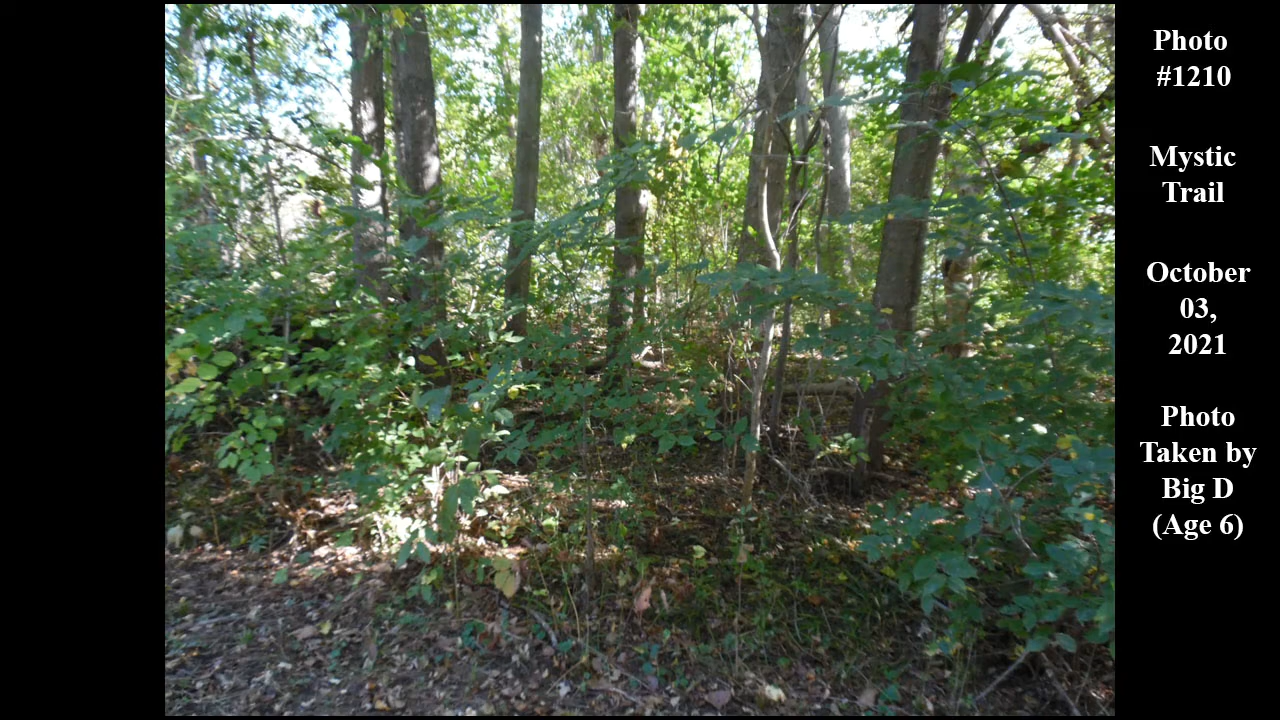 Photo
#1210
Mystic
Trail
October
03,
2021
Photo
Taken by
Big D
(Age 6)